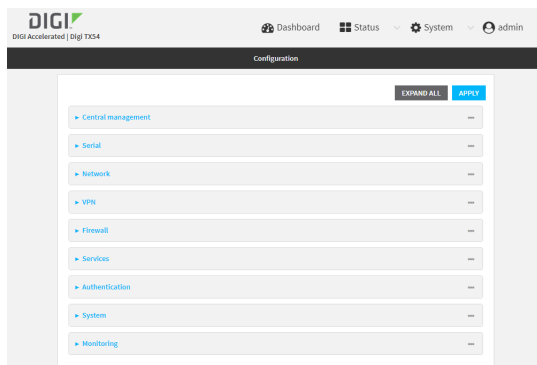 DIGI
DIGI Accelerated | Digi TX54
Dashboard Status System admin
Configuration
EXPAND ALL APPLY
Central management
Serial
Network
VPN
Firewall
Services
Authentication
System
Monitoring